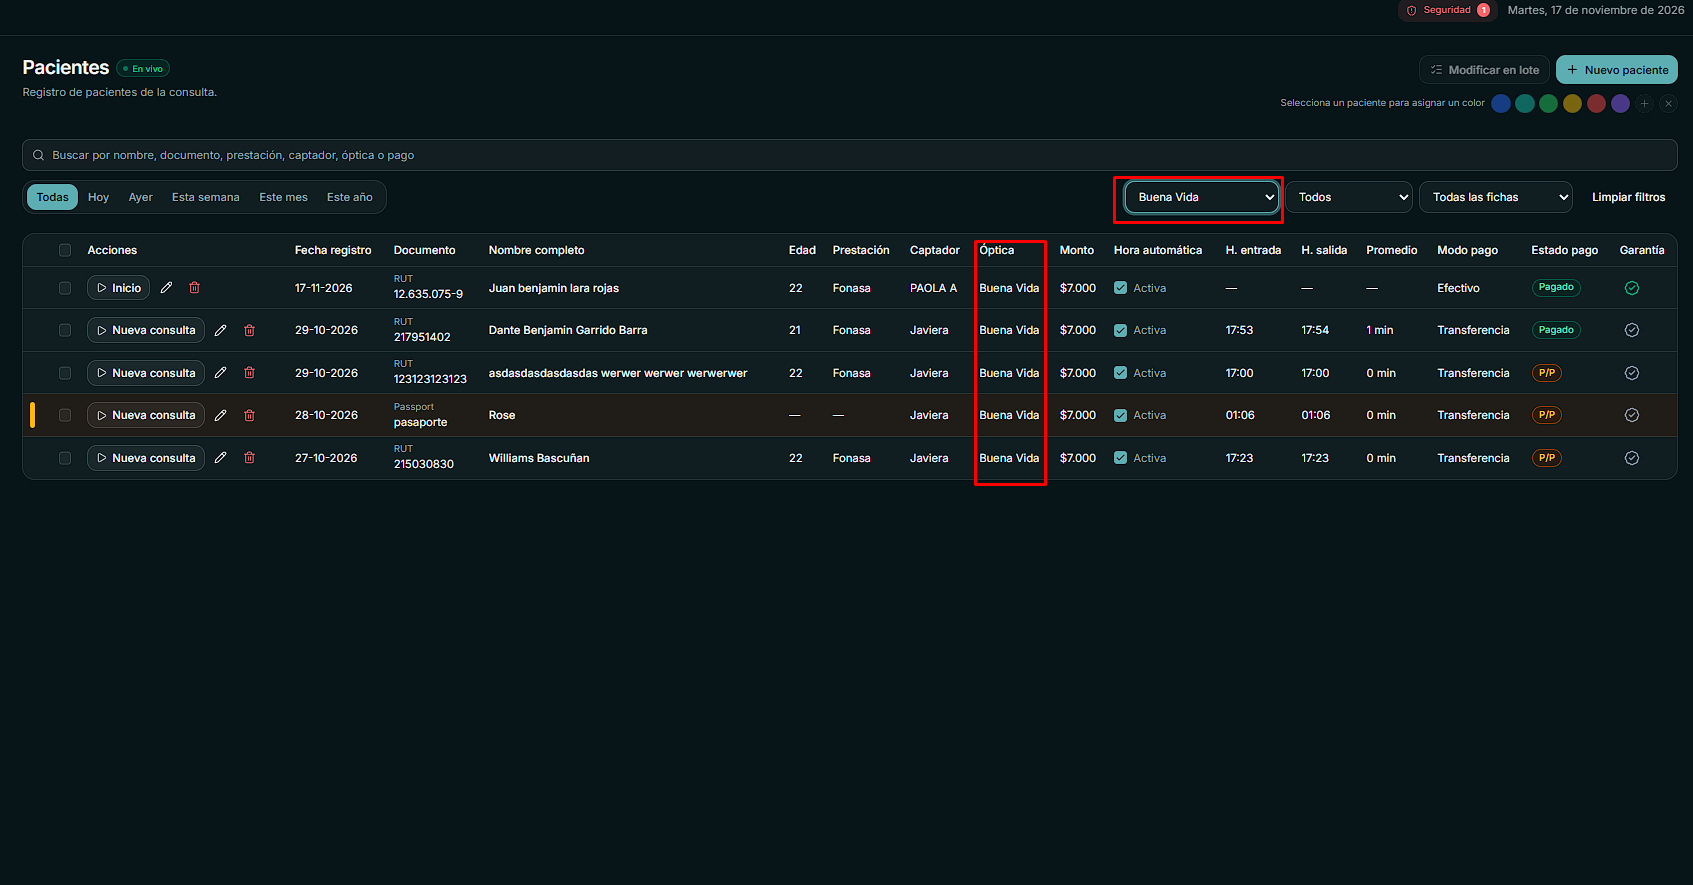 Seguridad 1 Martes, 17 de noviembre de 2026
Pacientes En vivo
Modificar en lote + Nuevo paciente
Registro de pacientes de la consulta.
Selecciona un paciente para asignar un color
Buscar por nombre, documento, prestación, captador, óptica o pago
Todas Hoy Ayer Esta semana Este mes Este año Buena Vida Todos Todas las fichas Limpiar filtros
Acciones Fecha registro Documento Nombre completo Edad Prestación Captador Óptica Monto Hora automática H. entrada H. salida Promedio Modo pago Estado pago Garantía
RUT
Inicio 17-11-2026 12.635.075-9 Juan benjamin lara rojas 22 Fonasa PAOLA A Buena Vida $7.000 Activa — — — Efectivo Pagado
RUT
Nueva consulta 29-10-2026 217951402 Dante Benjamin Garrido Barra 21 Fonasa Javiera Buena Vida $7.000 Activa 17:53 17:54 1 min Transferencia Pagado
RUT
Nueva consulta 29-10-2026 123123123123 asdasdasdasdasdas werwer werwer werwerwer 22 Fonasa Javiera Buena Vida $7.000 Activa 17:00 17:00 0 min Transferencia P/P
Passport
Nueva consulta 28-10-2026 pasaporte Rose — — Javiera Buena Vida $7.000 Activa 01:06 01:06 0 min Transferencia P/P
RUT
Nueva consulta 27-10-2026 215030830 Williams Bascuñan 22 Fonasa Javiera Buena Vida $7.000 Activa 17:23 17:23 0 min Transferencia P/P